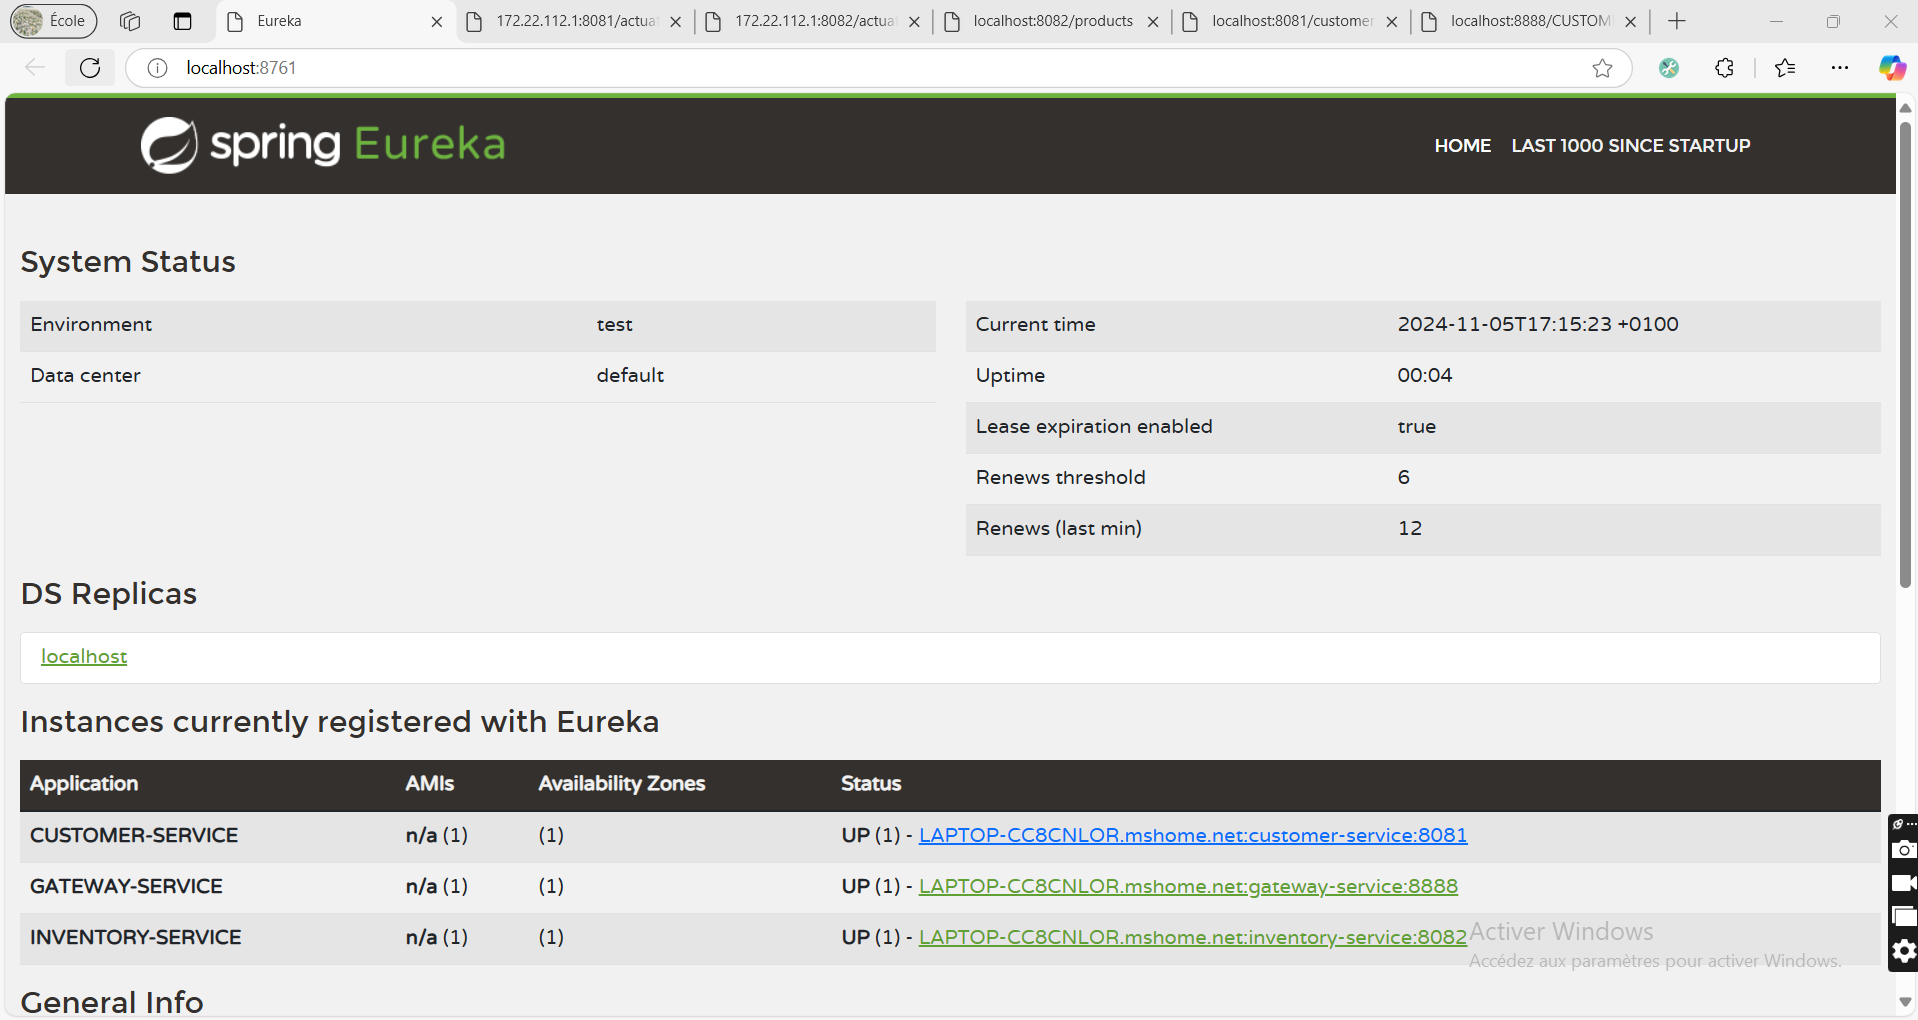 École
Eureka
172.22.112.1:8081/actuat
172.22.112.1:8082/actuat
localhost:8082/products
localhost:8081/customer
localhost:8888/CUSTOM
localhost:8761
spring Eureka
HOME LAST 1000 SINCE STARTUP
System Status
Environment test
Data center default
Current time 2024-11-05T17:15:23 +0100
Uptime 00:04
Lease expiration enabled true
Renews threshold 6
Renews (last min) 12
DS Replicas
localhost
Instances currently registered with Eureka
Application AMIs Availability Zones Status
CUSTOMER-SERVICE n/a (1) (1) UP (1) - LAPTOP-CC8CNLOR.mshome.net:customer-service:8081
GATEWAY-SERVICE n/a (1) (1) UP (1) - LAPTOP-CC8CNLOR.mshome.net:gateway-service:8888
INVENTORY-SERVICE n/a (1) (1) UP (1) - LAPTOP-CC8CNLOR.mshome.net:inventory-service:8082
Activer Windows
Accédez aux paramètres pour activer Windows.
General Info